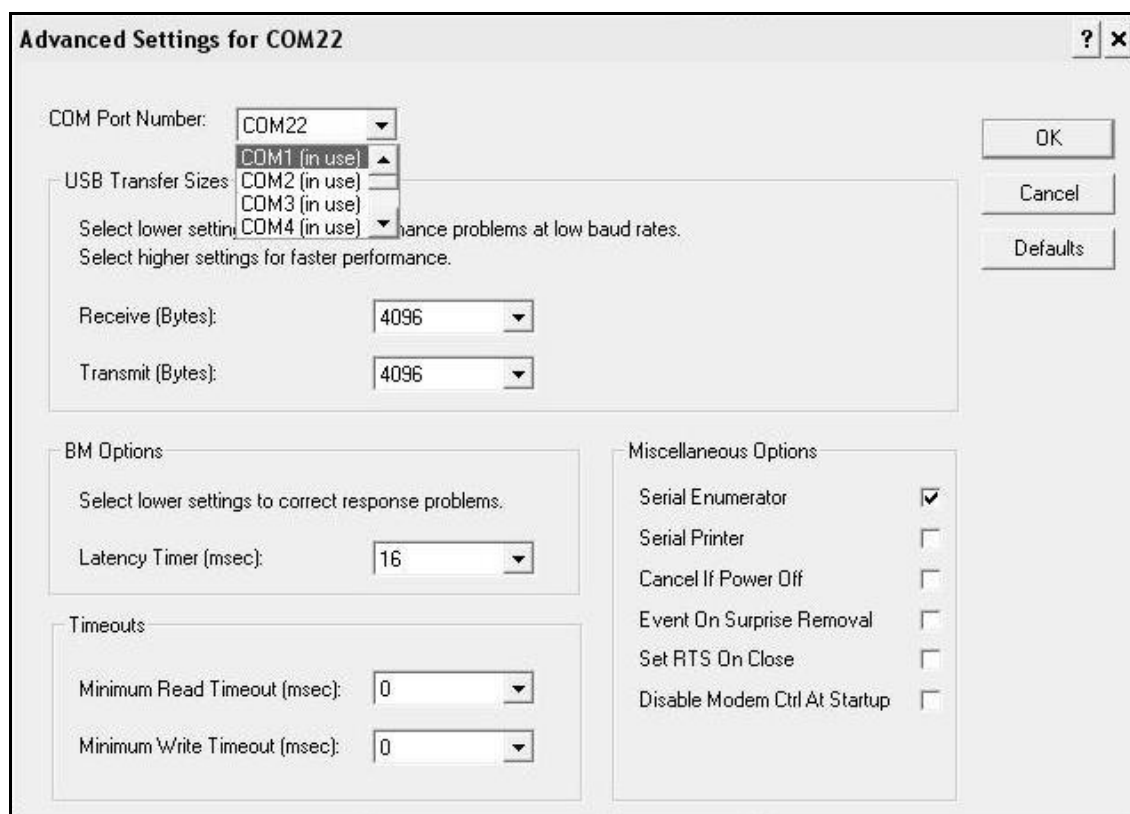 Advanced Settings for COM22
COM Port Number:
COM22
COM1 (in use)
COM2 (in use)
COM3 (in use)
COM4 (in use)
OK
Cancel
Defaults
USB Transfer Sizes
Select lower settin mance problems at low baud rates.
Select higher settings for faster performance.
Receive (Bytes): 4096
Transmit (Bytes): 4096
BM Options
Select lower settings to correct response problems.
Latency Timer (msec): 16
Timeouts
Minimum Read Timeout (msec): 0
Minimum Write Timeout (msec): 0
Miscellaneous Options
Serial Enumerator
Serial Printer
Cancel If Power Off
Event On Surprise Removal
Set RTS On Close
Disable Modem Ctrl At Startup